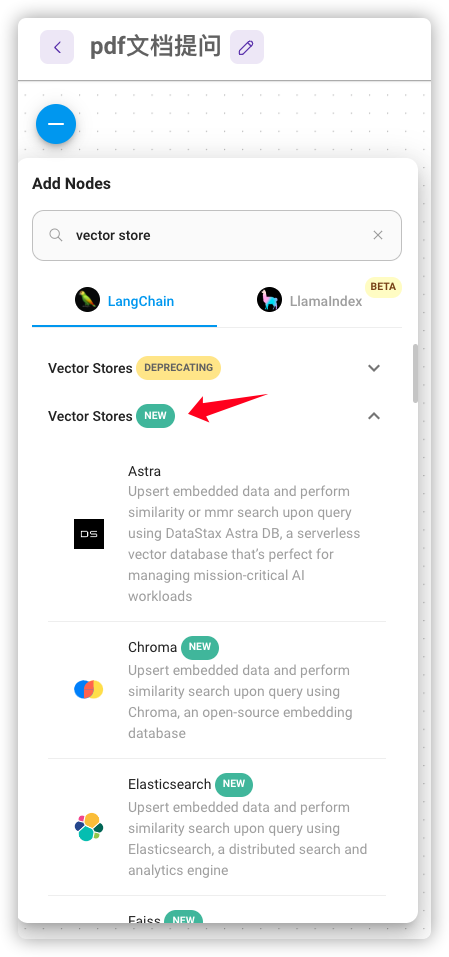 pdf文档提问
Add Nodes
vector store
BETA
LangChain
LlamaIndex
Vector Stores DEPRECATING
Vector Stores NEW
Astra
Upsert embedded data and perform
similarity or mmr search upon query
using DataStax Astra DB, a serverless
vector database that's perfect for
managing mission-critical AI
workloads
DS
Chroma NEW
Upsert embedded data and perform
similarity search upon query using
Chroma, an open-source embedding
database
Elasticsearch NEW
Upsert embedded data and perform
similarity search upon query using
Elasticsearch, a distributed search and
analytics engine
Faiss NEW